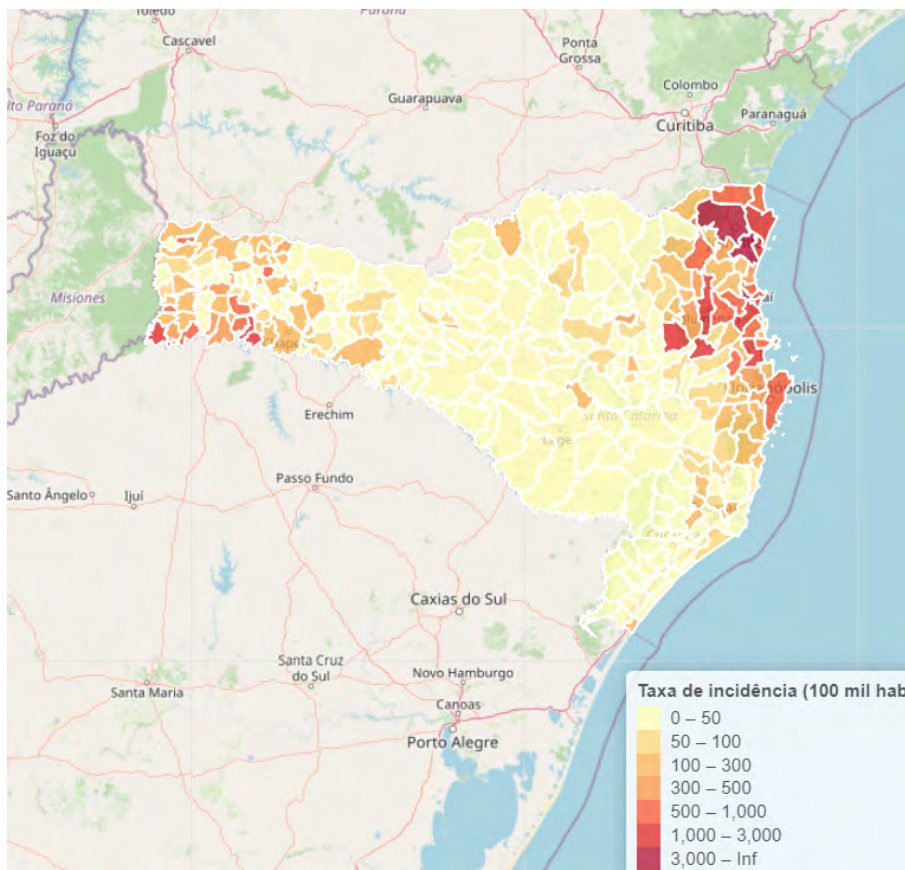 Toledo
Paraná
Cascavel
Ponta
Grossa
Colombo
Guarapuava
Curitiba
Paranaguá
lto Paraná
Foz do
Iguaçu
Misiones
Erechim
Passo Fundo
Santo Ângelo
Ijuí
Caxias do Sul
Santa Cruz
do Sul
Novo Hamburgo
Santa Maria
Canoas
Porto Alegre
Taxa de incidência (100 mil hab
0 – 50
50 – 100
100 – 300
300 – 500
500 – 1,000
1,000 – 3,000
3,000 – Inf